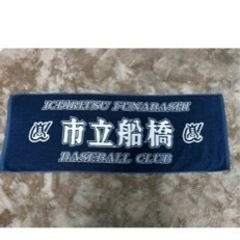 ICHIRITSU FUNABASHI
市立船橋
BASEBALL CLUB